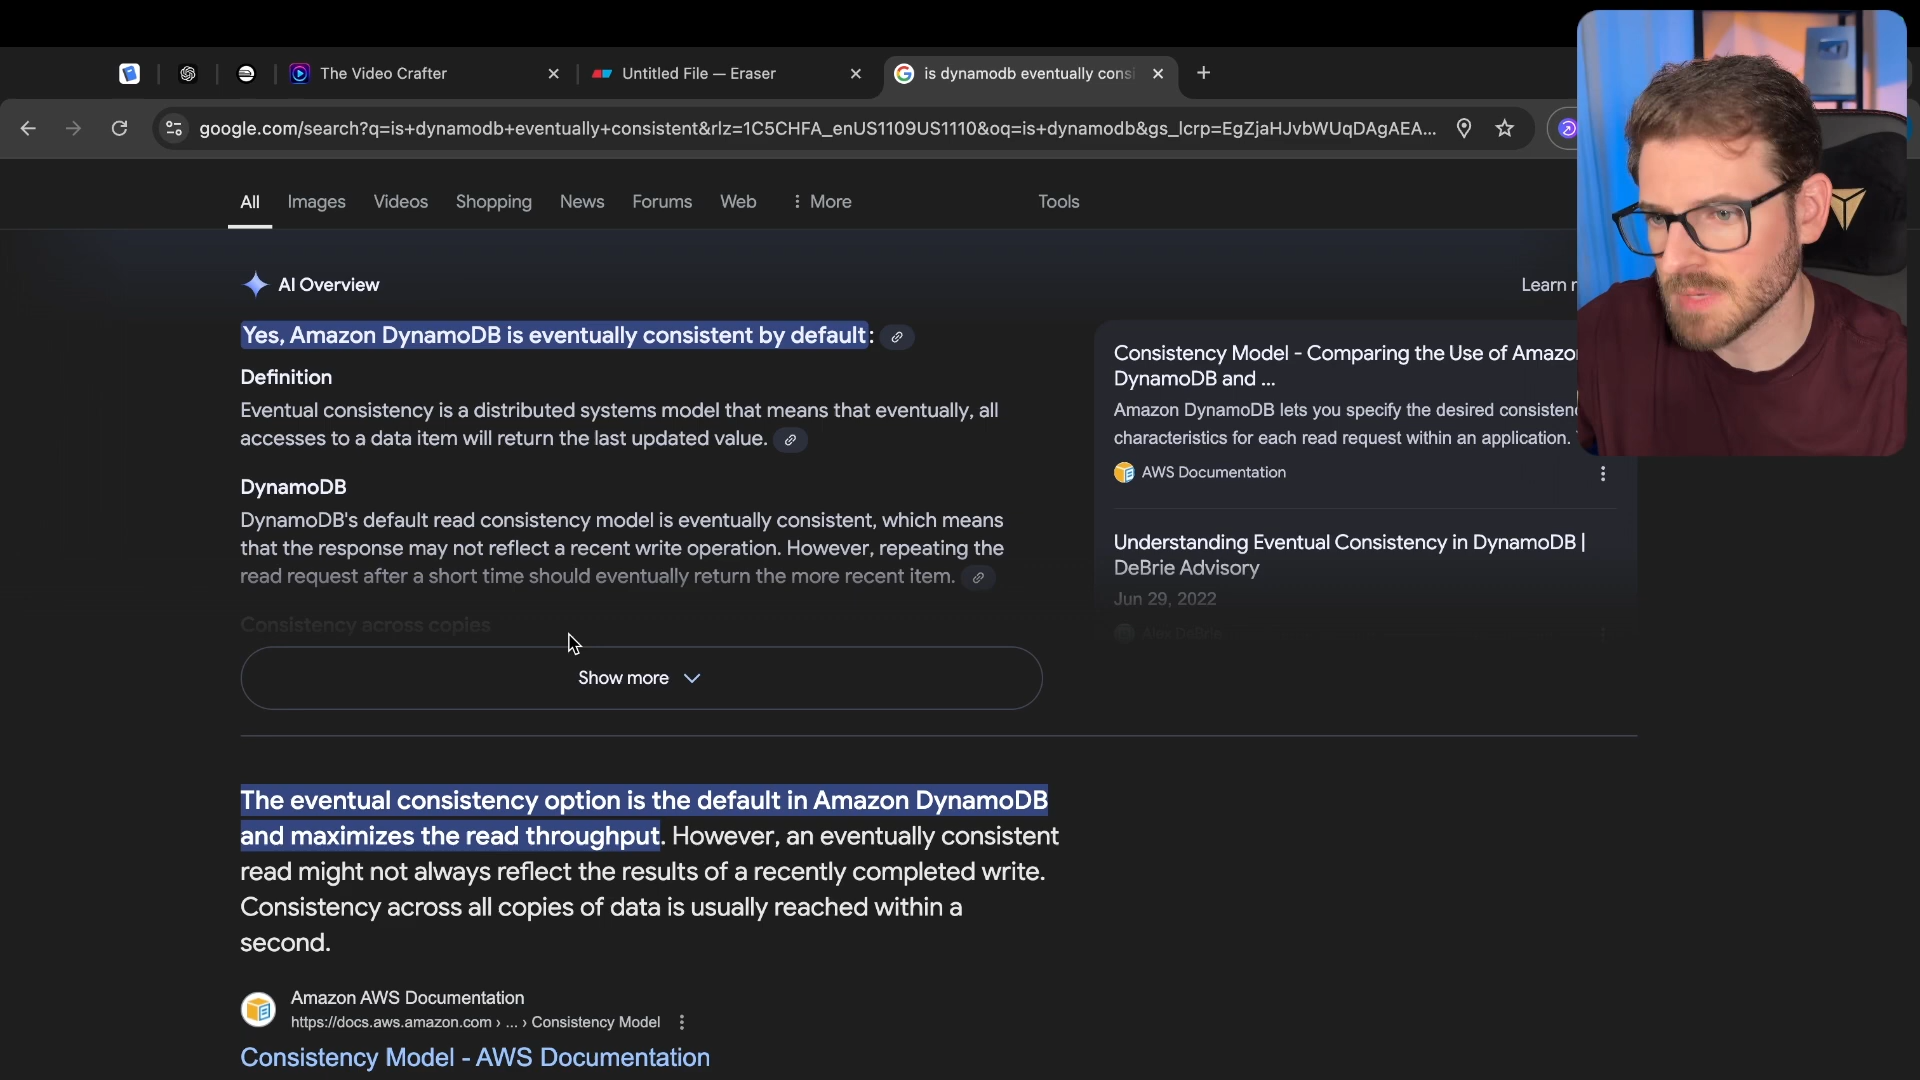 The Video Crafter
Untitled File — Eraser
is dynamodb eventually consi
google.com/search?q=is+dynamodb+eventually+consistent&rlz=1C5CHFA_enUS1109US1110&oq=is+dynamodb&gs_lcrp=EgZjaHJvbWUqDAgAEA...
All Images Videos Shopping News Forums Web More Tools
AI Overview
Learn
Yes, Amazon DynamoDB is eventually consistent by default:
Definition
Eventual consistency is a distributed systems model that means that eventually, all
accesses to a data item will return the last updated value.
DynamoDB
DynamoDB's default read consistency model is eventually consistent, which means
that the response may not reflect a recent write operation. However, repeating the
read request after a short time should eventually return the more recent item.
Consistency across copies
Show more
Consistency Model - Comparing the Use of Amazo
DynamoDB and ...
Amazon DynamoDB lets you specify the desired consisten
characteristics for each read request within an application.
AWS Documentation
Understanding Eventual Consistency in DynamoDB |
DeBrie Advisory
Jun 29, 2022
Alex DeBrie
The eventual consistency option is the default in Amazon DynamoDB
and maximizes the read throughput. However, an eventually consistent
read might not always reflect the results of a recently completed write.
Consistency across all copies of data is usually reached within a
second.
Amazon AWS Documentation
https://docs.aws.amazon.com › ... › Consistency Model
Consistency Model - AWS Documentation